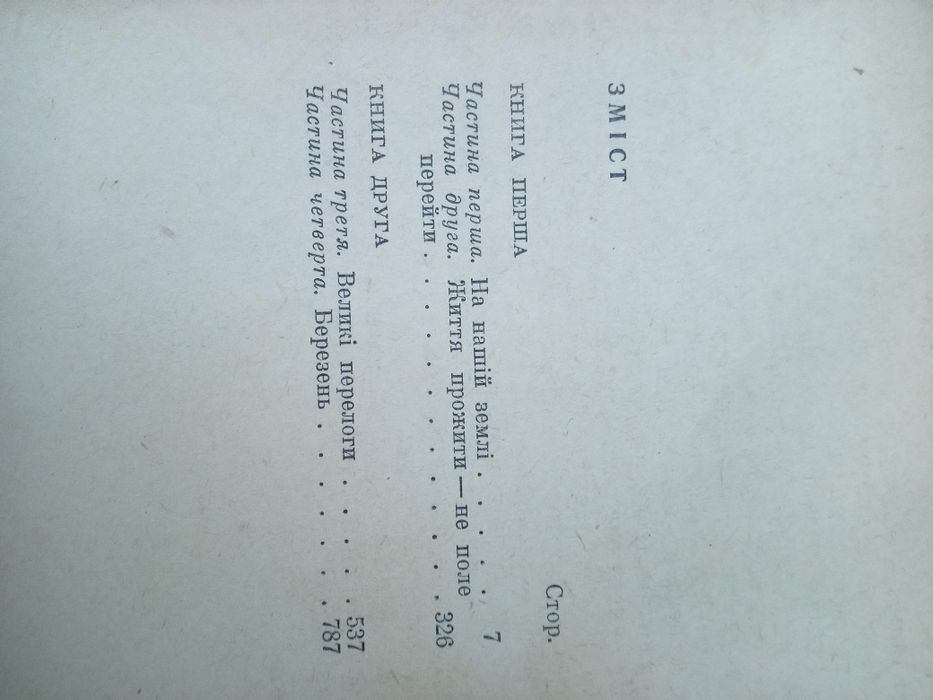 ЗМІСТ
Стор.
КНИГА ПЕРША
Частина перша. На нашій землі . . . . . 7
Частина друга. Життя прожити — не поле
перейти . . . . . . . . . . . . 326
КНИГА ДРУГА
Частина третя. Великі перелоги . . . . . 537
Частина четверта. Березень . . . . . . . 787